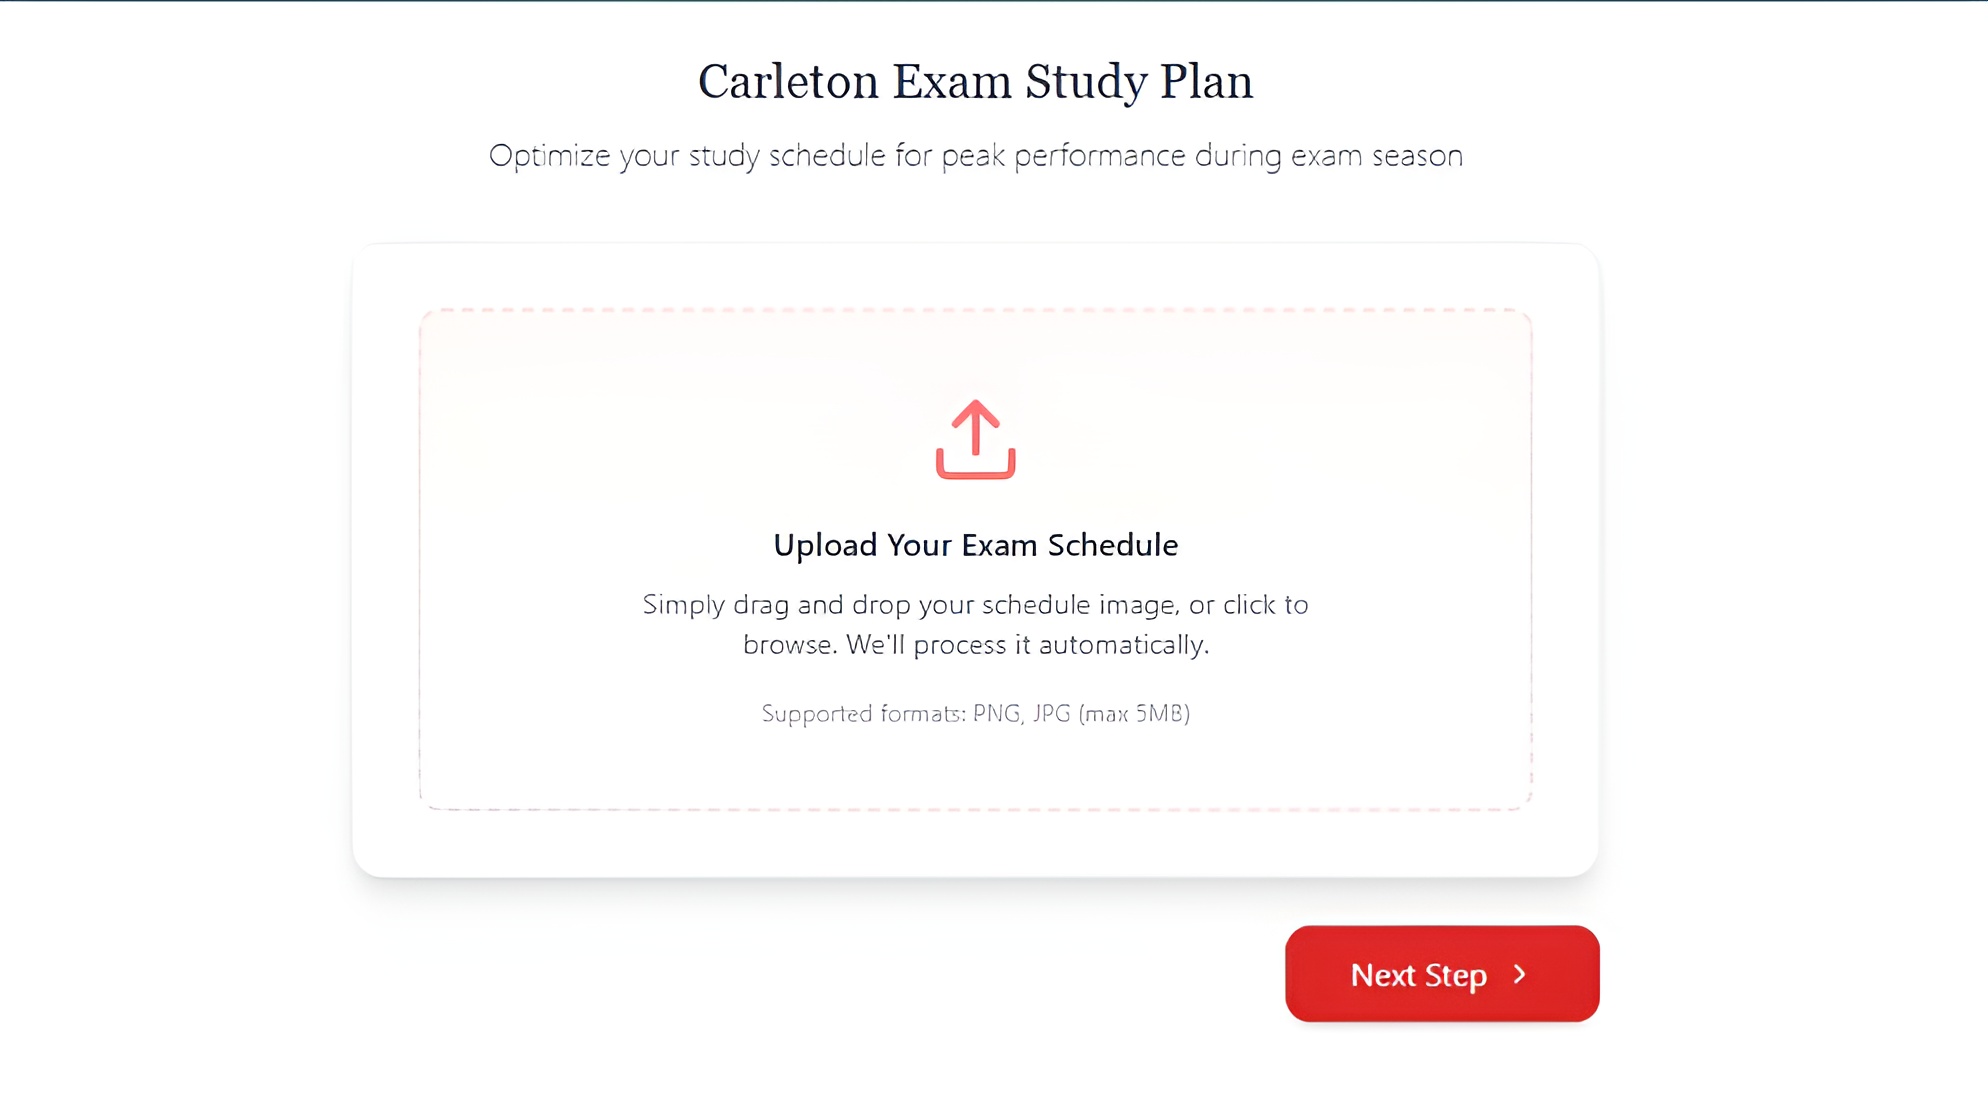 Carleton Exam Study Plan
Optimize your study schedule for peak performance during exam season
Upload Your Exam Schedule
Simply drag and drop your schedule image, or click to
browse. We'll process it automatically.
Supported formats: PNG, JPG (max 5MB)
Next Step